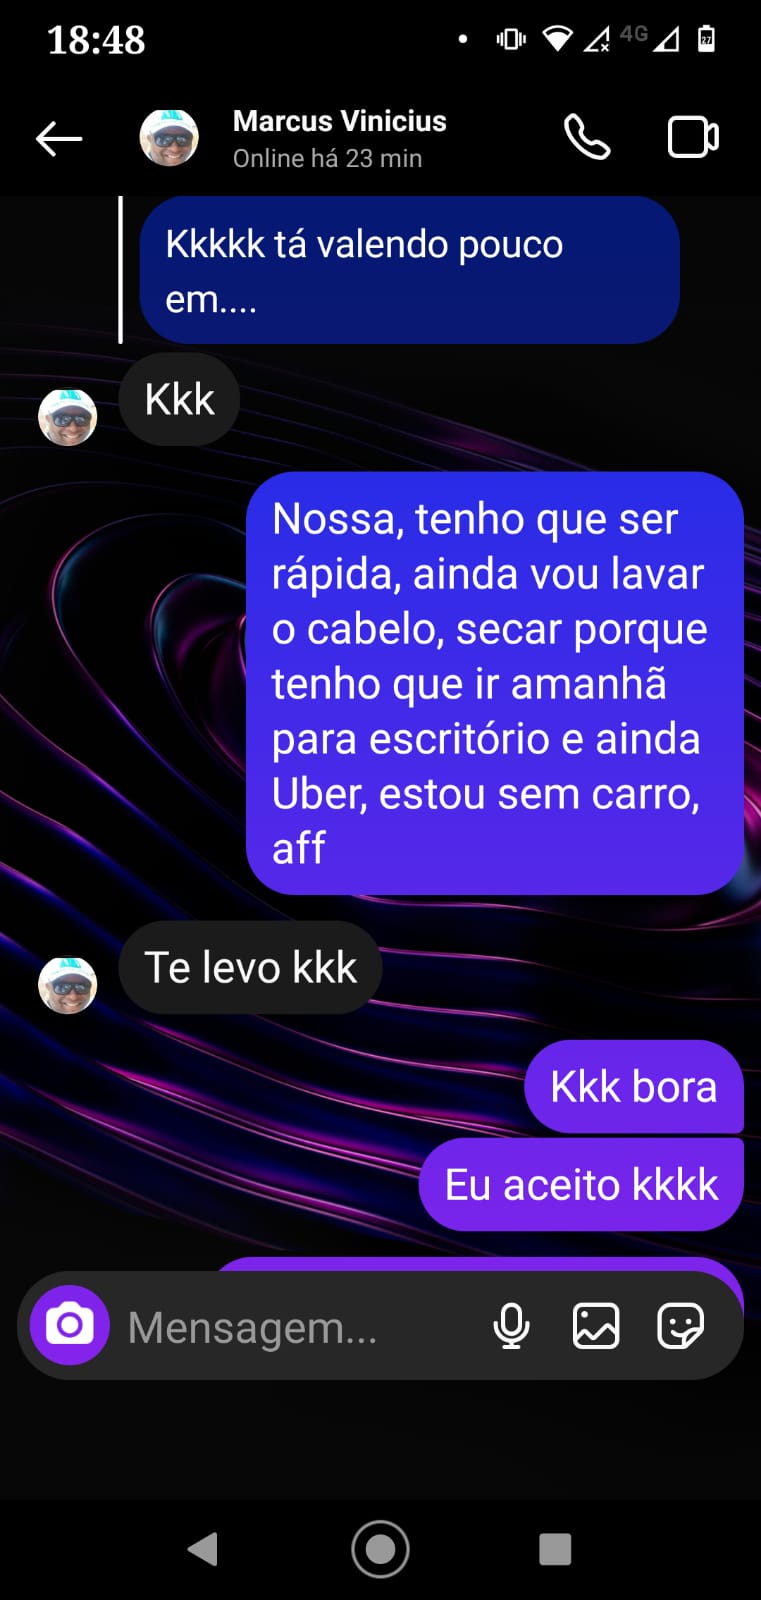 18:48
4G
27
Marcus Vinicius
Online há 23 min
Kkkkk tá valendo pouco
em....
Kkk
Nossa, tenho que ser
rápida, ainda vou lavar
o cabelo, secar porque
tenho que ir amanhã
para escritório e ainda
Uber, estou sem carro,
aff
Te levo kkk
Kkk bora
Eu aceito kkkk
Mensagem...